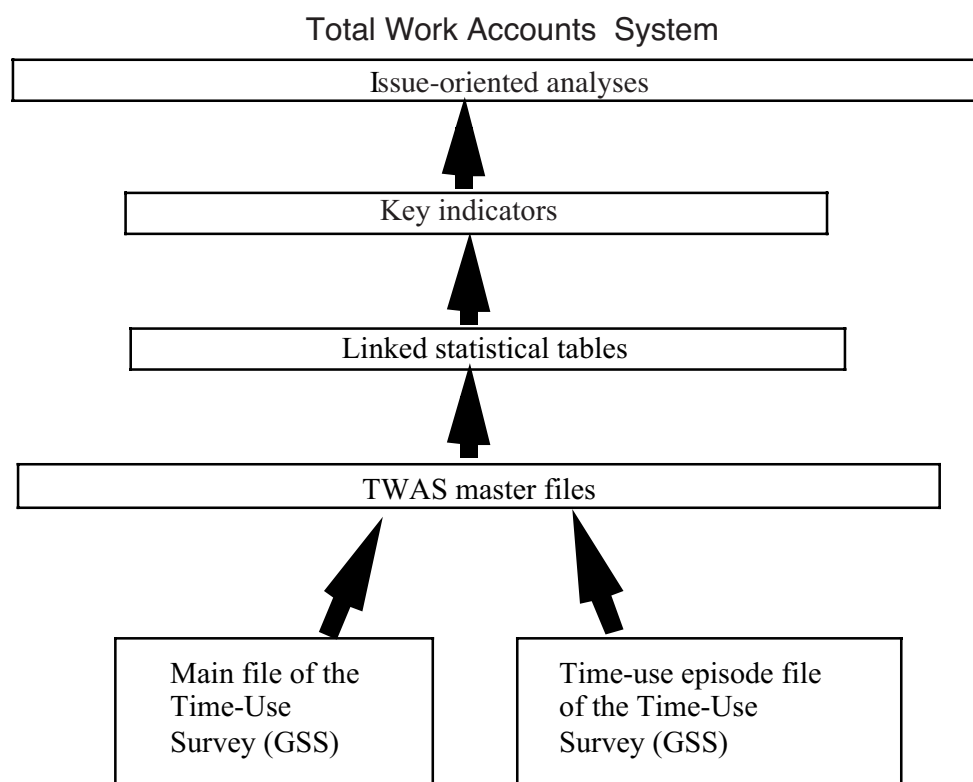 Total Work Accounts System
Issue-oriented analyses
Key indicators
Linked statistical tables
TWAS master files
Main file of the
Time-Use
Survey (GSS)
Time-use episode file
of the Time-Use
Survey (GSS)